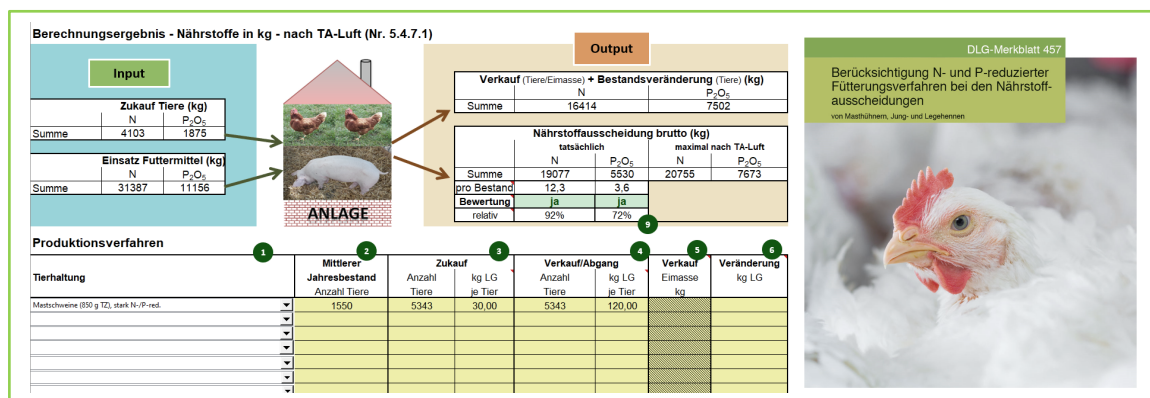 Berechnungsergebnis - Nährstoffe in kg - nach TA-Luft (Nr. 5.4.7.1)
Input
Zukauf Tiere (kg)
N P₂O₅
Summe 4103 1875
Einsatz Futtermittel (kg)
N P₂O₅
Summe 31387 11156
ANLAGE
Output
Verkauf (Tiere/Eimasse) + Bestandsveränderung (Tiere) (kg)
N P₂O₅
Summe 16414 7502
Nährstoffausscheidung brutto (kg)
tatsächlich maximal nach TA-Luft
N P₂O₅ N P₂O₅
Summe 19077 5530 20755 7673
pro Bestand 12,3 3,6
Bewertung ja ja
relativ 92% 72%
9
Produktionsverfahren
1 2 3 4 5 6
Mittlerer Zukauf Verkauf/Abgang Verkauf Veränderung
Tierhaltung Jahresbestand Anzahl kg LG Anzahl kg LG Eimasse kg LG
Anzahl Tiere Tiere je Tier Tiere je Tier kg
Mastschweine (850 g TZ), stark N-/P-red. 1550 5343 30,00 5343 120,00
DLG-Merkblatt 457
Berücksichtigung N- und P-reduzierter
Fütterungsverfahren bei den Nährstoff-
ausscheidungen
von Masthühnern, Jung- und Legehennen